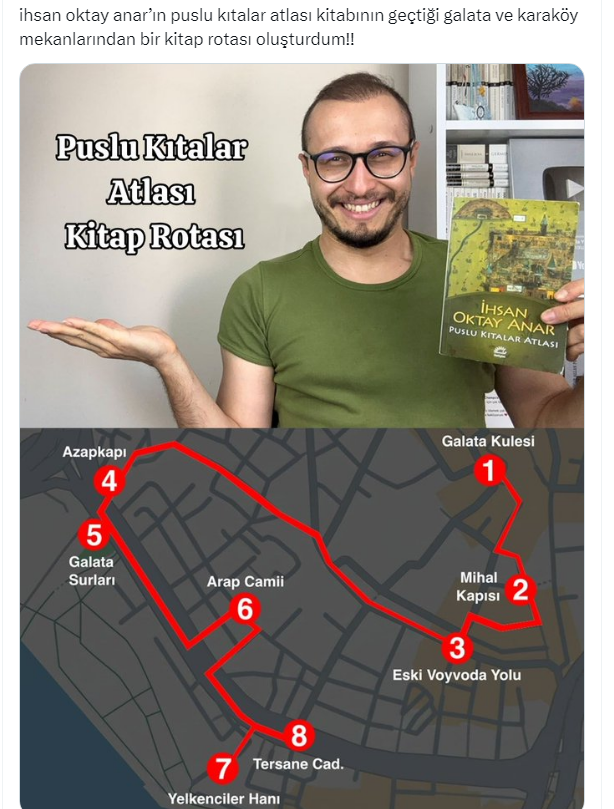 ihsan oktay anar’ın puslu kıtalar atlası kitabının geçtiği galata ve karaköy
mekanlarından bir kitap rotası oluşturdum!!
Puslu Kıtalar
Atlası
Kitap Rotası
İHSAN
OKTAY ANAR
PUSLU KITALAR ATLASI
Galata Kulesi
1
Azapkapı
4
5
Galata
Surları
Arap Camii
6
Mihal
Kapısı
2
3
Eski Voyvoda Yolu
8
Tersane Cad.
7
Yelkenciler Hanı